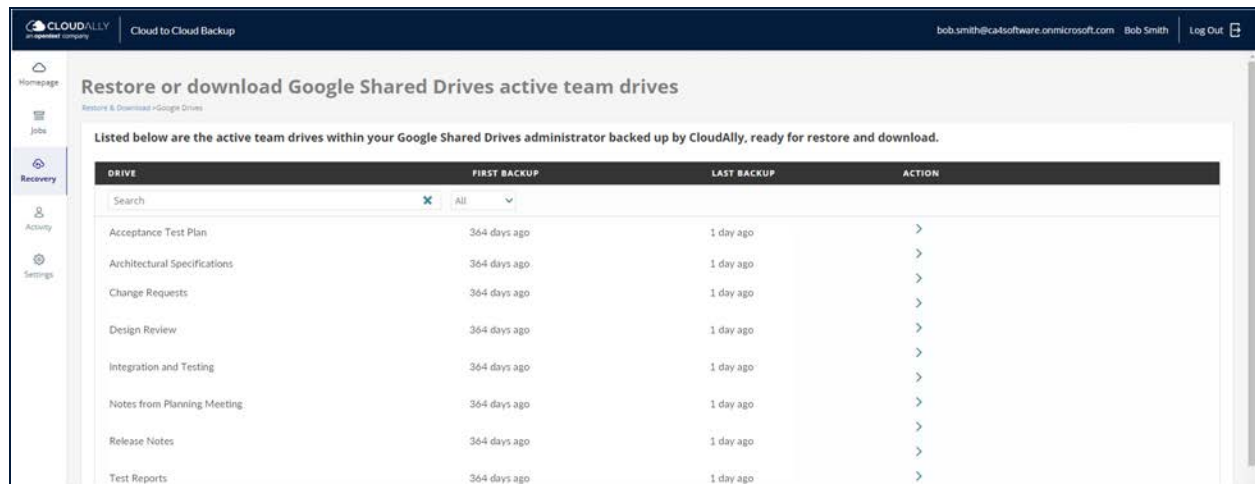 CLOUDALLY
an opentext company
Cloud to Cloud Backup
bob.smith@ca4software.onmicrosoft.com Bob Smith Log Out
Homepage
Jobs
Recovery
Activity
Settings
Restore or download Google Shared Drives active team drives
Restore & Download >Google Drives
Listed below are the active team drives within your Google Shared Drives administrator backed up by CloudAlly, ready for restore and download.
DRIVE FIRST BACKUP LAST BACKUP ACTION
Search All
Acceptance Test Plan 364 days ago 1 day ago
Architectural Specifications 364 days ago 1 day ago
Change Requests 364 days ago 1 day ago
Design Review 364 days ago 1 day ago
Integration and Testing 364 days ago 1 day ago
Notes from Planning Meeting 364 days ago 1 day ago
Release Notes 364 days ago 1 day ago
Test Reports 364 days ago 1 day ago